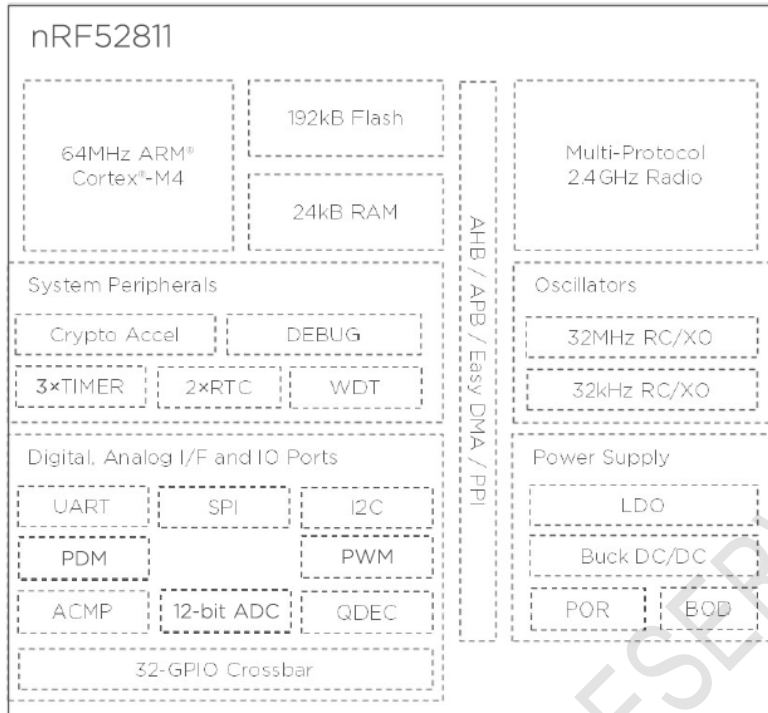 nRF52811
64MHz ARM®
Cortex®-M4
192kB Flash
24kB RAM
AHB / APB / Easy DMA / PPI
Multi-Protocol
2.4GHz Radio
System Peripherals
Crypto Accel
DEBUG
3×TIMER
2×RTC
WDT
Oscillators
32MHz RC/XO
32kHz RC/XO
Digital, Analog I/F and IO Ports
UART
SPI
I2C
PDM
PWM
ACMP
12-bit ADC
QDEC
32-GPIO Crossbar
Power Supply
LDO
Buck DC/DC
POR
BOD